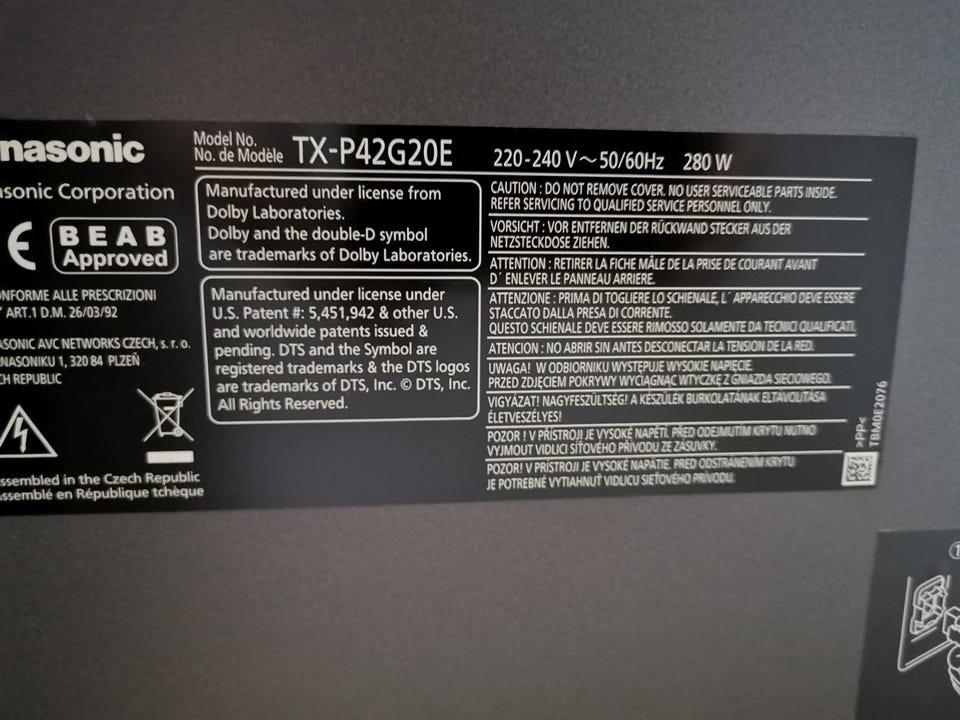 nasonic
Model No.
No. de Modèle
TX-P42G20E
220-240 V~50/60Hz 280 W
asonic Corporation
CE
BEAB
Approved
NFORME ALLE PRESCRIZIONI
ART.1 D.M. 26/03/92
ASONIC AVC NETWORKS CZECH, s. r. o.
NASONIKU 1, 320 84 PLZEŇ
CH REPUBLIC
ssembled in the Czech Republic
ssemblé en République tchèque
Manufactured under license from
Dolby Laboratories.
Dolby and the double-D symbol
are trademarks of Dolby Laboratories.
Manufactured under license under
U.S. Patent #: 5,451,942 & other U.S.
and worldwide patents issued &
pending. DTS and the Symbol are
registered trademarks & the DTS logos
are trademarks of DTS, Inc. © DTS, Inc.
All Rights Reserved.
CAUTION : DO NOT REMOVE COVER. NO USER SERVICEABLE PARTS INSIDE.
REFER SERVICING TO QUALIFIED SERVICE PERSONNEL ONLY.
VORSICHT : VOR ENTFERNEN DER RÜCKWAND STECKER AUS DER
NETZSTECKDOSE ZIEHEN.
ATTENTION : RETIRER LA FICHE MÂLE DE LA PRISE DE COURANT AVANT
D´ ENLEVER LE PANNEAU ARRIERE.
ATTENZIONE : PRIMA DI TOGLIERE LO SCHIENALE, L´ APPARECCHIO DEVE ESSERE
STACCATO DALLA PRESA DI CORRENTE.
QUESTO SCHIENALE DEVE ESSERE RIMOSSO SOLAMENTE DA TECNICI QUALIFICATI.
ATENCION : NO ABRIR SIN ANTES DESCONECTAR LA TENSION DE LA RED.
UWAGA! W ODBIORNIKU WYSTĘPUJE WYSOKIE NAPIĘCIE.
PRZED ZDJĘCIEM POKRYWY WYCIĄGNĄĆ WTYCZKĘ Z GNIAZDA SIECIOWEGO.
VIGYÁZAT! NAGYFESZÜLTSÉG! A KÉSZÜLÉK BURKOLATÁNAK ELTÁVOLÍTÁSA
ÉLETVESZÉLYES!
POZOR ! V PŘÍSTROJI JE VYSOKÉ NAPĚTÍ. PŘED ODEJMUTÍM KRYTU NUTNO
VYJMOUT VIDLICI SÍŤOVÉHO PŘÍVODU ZE ZÁSUVKY.
POZOR! V PRÍSTROJI JE VYSOKÉ NAPÄTIE. PRED ODSTRÁNENÍM KRYTU
JE POTREBNÉ VYTIAHNUŤ VIDLICU SIEŤOVÉHO PRÍVODU.
>PP<
TBM0E2076
1